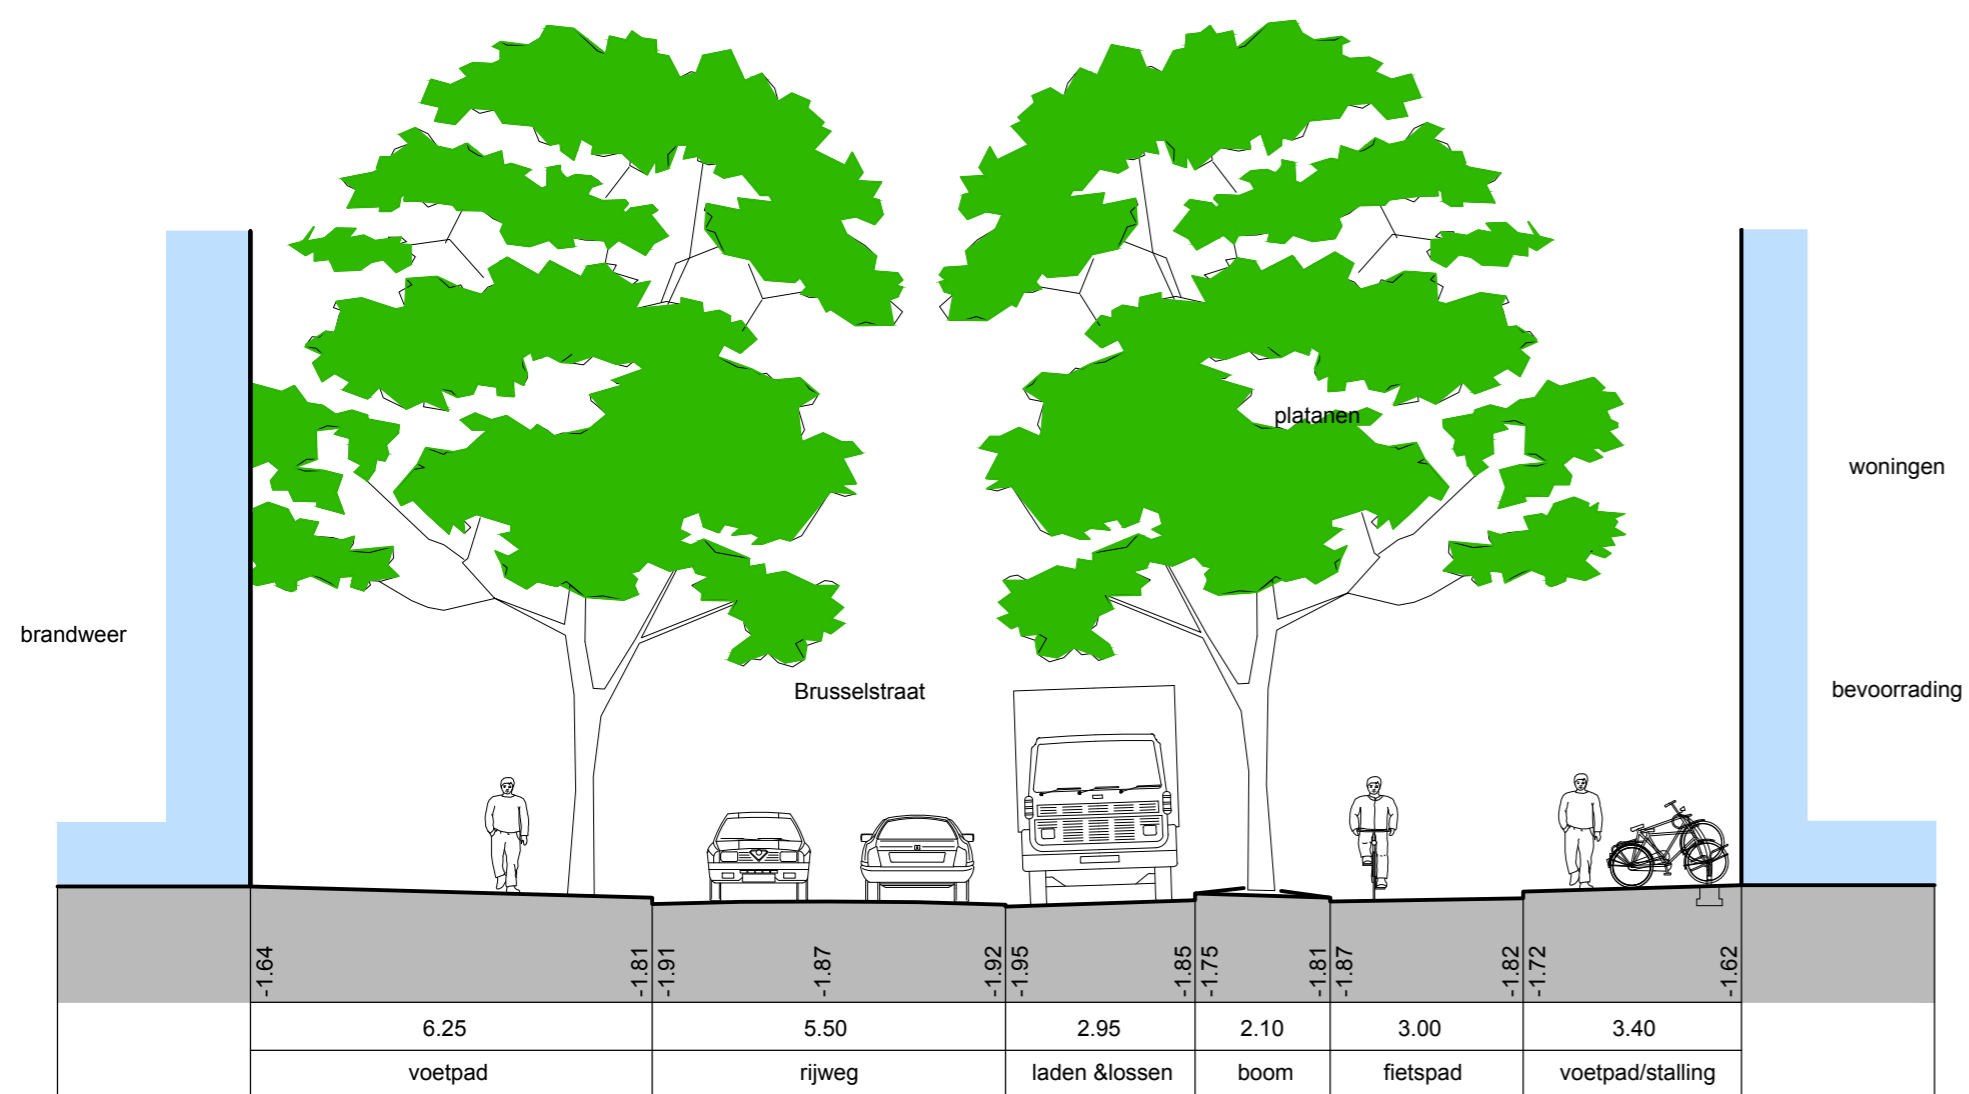 platanen
woningen
brandweer
Brusselstraat
bevoorrading
-1.64 -1.81 -1.91 -1.87 -1.92 -1.95 -1.85 -1.75 -1.81 -1.87 -1.82 -1.72 -1.62
6.25 5.50 2.95 2.10 3.00 3.40
voetpad rijweg laden &lossen boom fietspad voetpad/stalling